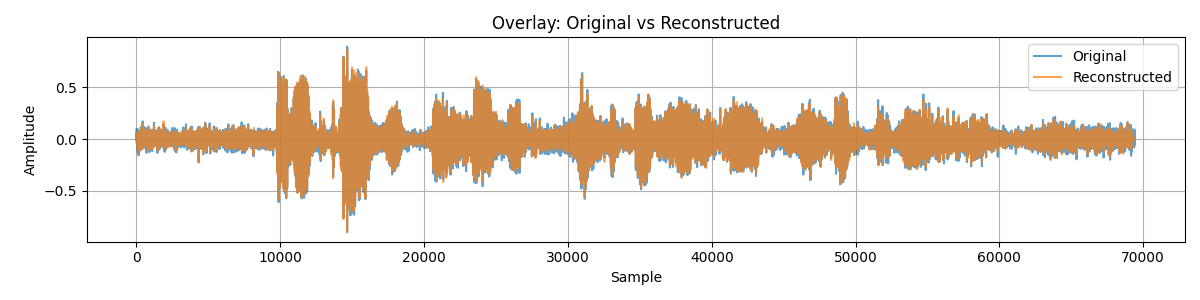 Overlay: Original vs Reconstructed
Original
Reconstructed
Amplitude
0.5
0.0
−0.5
0 10000 20000 30000 40000 50000 60000 70000
Sample